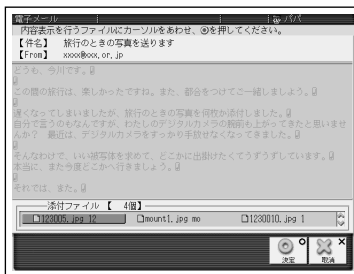 電子メール パパ
内容表示を行うファイルにカーソルをあわせ、◎を押してください。
【件名】 旅行のときの写真を送ります
【From】 xxxx@xxx.or.jp
どうも、今川です。
この間の旅行は、楽しかったですね。また、都合をつけてご一緒しましょう。
遅くなってしまいましたが、旅行のときの写真を何枚か添付しました。
自分で言うのもなんですが、わたしのデジタルカメラの腕前も上がってきたと思いませ
んか? 最近は、デジタルカメラをすっかり手放せなくなってきました。
そんなわけで、いい被写体を求めて、どこかに出掛けたくてうずうずしています。
本当に、また今度どこかへ行きましょう。
それでは、また。
添付ファイル 【 4個】
123005.jpg 12 mount1.jpg mo 1230010.jpg 1
決定 取消